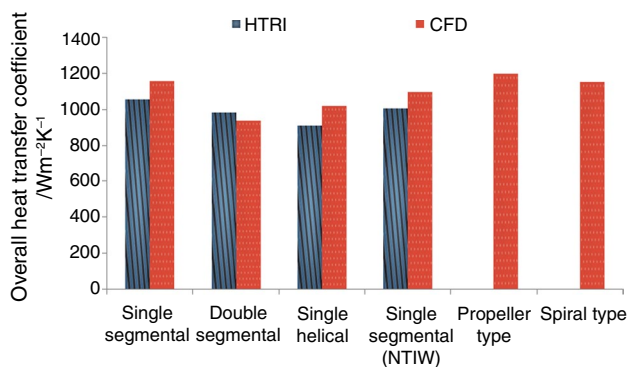 HTRI CFD
Overall heat transfer coefficient
/Wm−2K−1
1400
1200
1000
800
600
400
200
0
Single segmental
Double segmental
Single helical
Single segmental (NTIW)
Propeller type
Spiral type